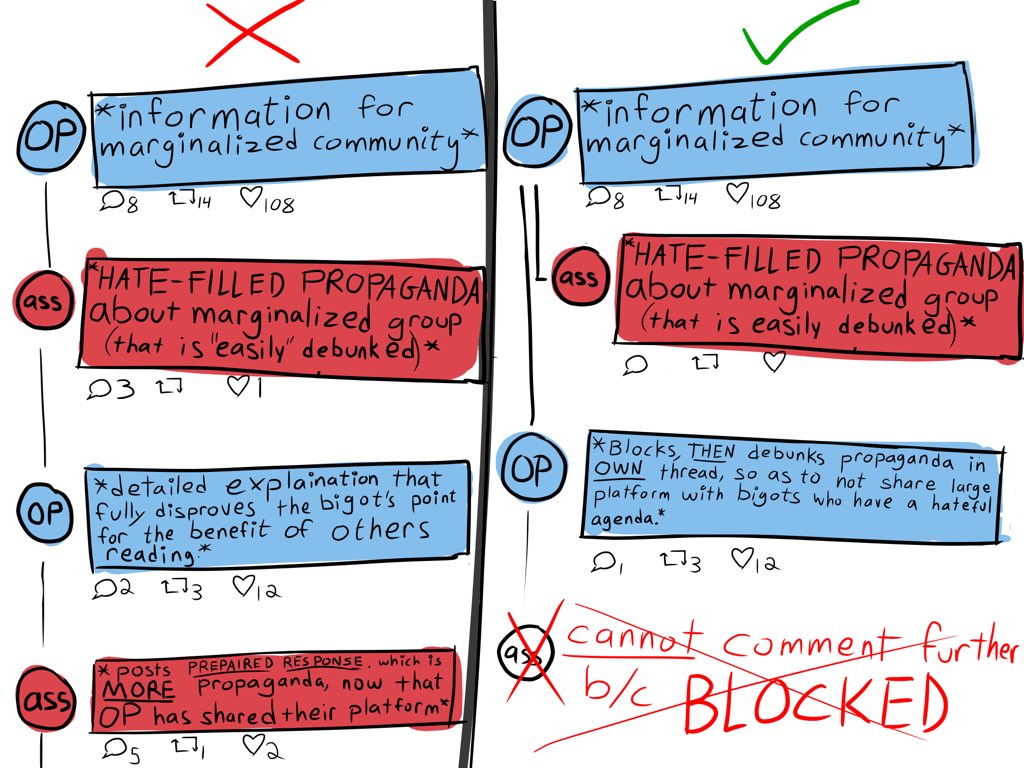 OP
*information for
marginalized community*
8 14 108
ass
*HATE-FILLED PROPAGANDA
about marginalized group
(that is "easily" debunked)*
3 1
OP
*detailed explaination that
fully disproves the bigot's point
for the benefit of others
reading.*
2 3 12
ass
* posts PREPAIRED RESPONSE, which is
MORE propaganda, now that
OP has shared their platform*
5 1 2
OP
*information for
marginalized community*
8 14 108
ass
*HATE-FILLED PROPAGANDA
about marginalized group
(that is easily debunked)*
OP
*Blocks, THEN debunks propaganda in
OWN thread, so as to not share large
platform with bigots who have a hateful
agenda.*
1 3 12
ass
cannot comment further
b/c BLOCKED